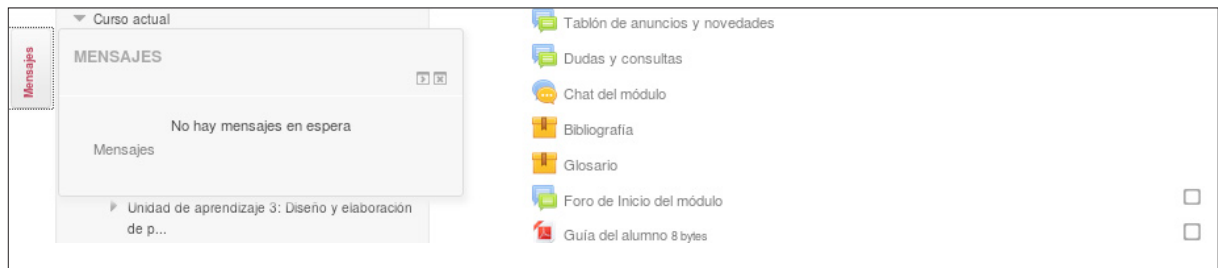 Curso actual
Mensajes
MENSAJES
No hay mensajes en espera
Mensajes
Unidad de aprendizaje 3: Diseño y elaboración
de p...
Tablón de anuncios y novedades
Dudas y consultas
Chat del módulo
Bibliografía
Glosario
Foro de Inicio del módulo
Guía del alumno 8 bytes